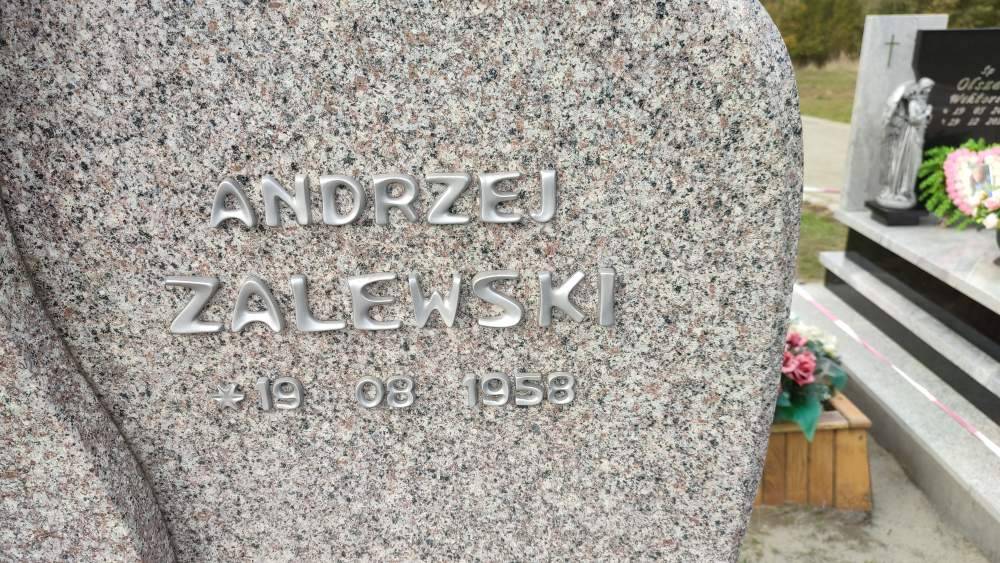 ANDRZEJ
ZALEWSKI
*19 08 1958